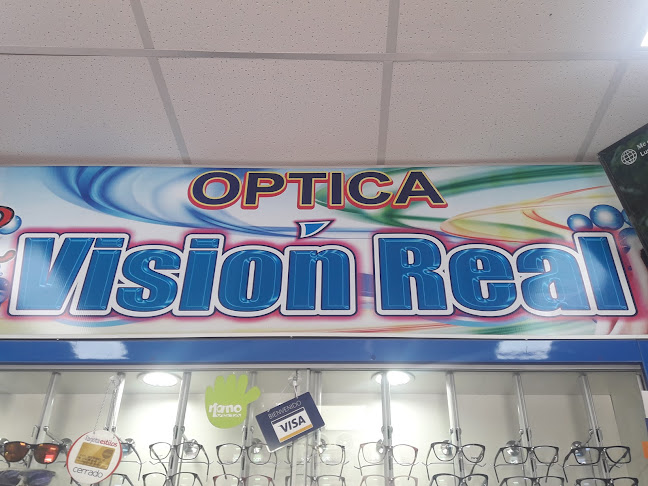 OPTICA
Visión Real
BIENVENIDO
VISA
cerrado